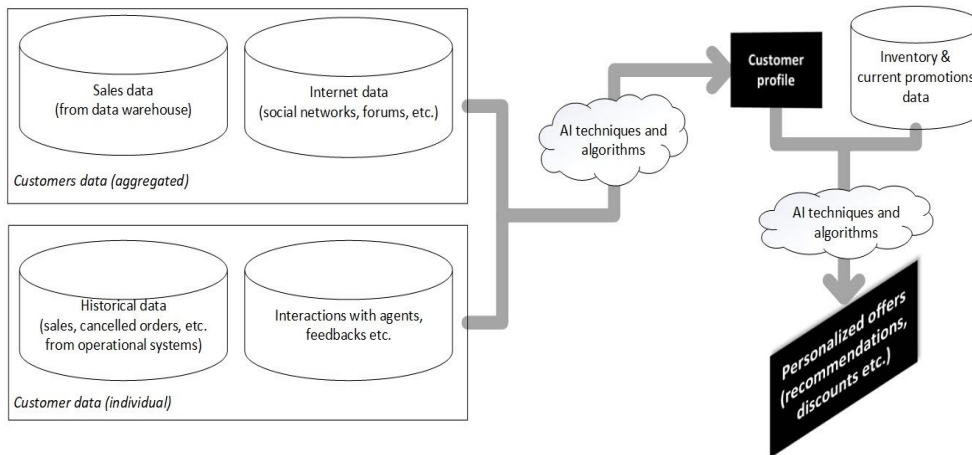 Sales data
(from data warehouse)
Internet data
(social networks, forums, etc.)
Customers data (aggregated)
Historical data
(sales, cancelled orders, etc.
from operational systems)
Interactions with agents,
feedbacks etc.
Customer data (individual)
AI techniques and
algorithms
Customer
profile
Inventory &
current promotions
data
AI techniques and
algorithms
Personalized offers
(recommendations,
discounts etc.)